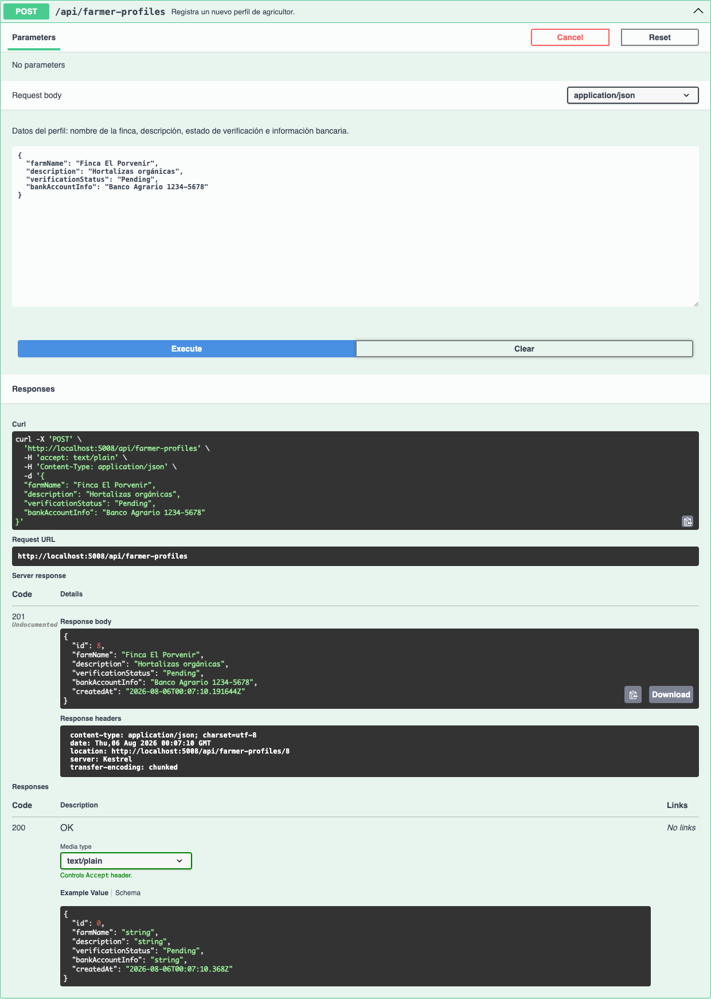 POST /api/farmer-profiles Registra un nuevo perfil de agricultor.
Parameters
Cancel
Reset
No parameters
Request body
application/json
Datos del perfil: nombre de la finca, descripción, estado de verificación e información bancaria.
{
  "farmName": "Finca El Porvenir",
  "description": "Hortalizas orgánicas",
  "verificationStatus": "Pending",
  "bankAccountInfo": "Banco Agrario 1234-5678"
}
Execute
Clear
Responses
Curl
curl -X 'POST' \
  'http://localhost:5008/api/farmer-profiles' \
  -H 'accept: text/plain' \
  -H 'Content-Type: application/json' \
  -d '{
  "farmName": "Finca El Porvenir",
  "description": "Hortalizas orgánicas",
  "verificationStatus": "Pending",
  "bankAccountInfo": "Banco Agrario 1234-5678"
}'
Request URL
http://localhost:5008/api/farmer-profiles
Server response
Code Details
201
Undocumented
Response body
{
  "id": 8,
  "farmName": "Finca El Porvenir",
  "description": "Hortalizas orgánicas",
  "verificationStatus": "Pending",
  "bankAccountInfo": "Banco Agrario 1234-5678",
  "createdAt": "2026-08-06T00:07:10.191644Z"
}
Download
Response headers
content-type: application/json; charset=utf-8
date: Thu,06 Aug 2026 00:07:10 GMT
location: http://localhost:5008/api/farmer-profiles/8
server: Kestrel
transfer-encoding: chunked
Responses
Code Description Links
200 OK No links
Media type
text/plain
Controls Accept header.
Example Value Schema
{
  "id": 0,
  "farmName": "string",
  "description": "string",
  "verificationStatus": "Pending",
  "bankAccountInfo": "string",
  "createdAt": "2026-08-06T00:07:10.368Z"
}